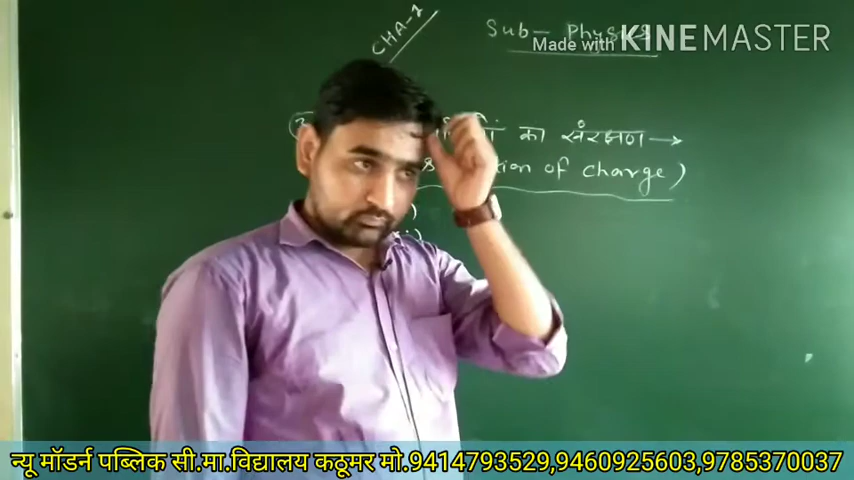 CHA-1
Sub- Physics
Made with KINEMASTER
का संरक्षण →
tion of charge)
न्यू मॉडर्न पब्लिक सी.मा.विद्यालय कठूमर मो.9414793529,9460925603,9785370037